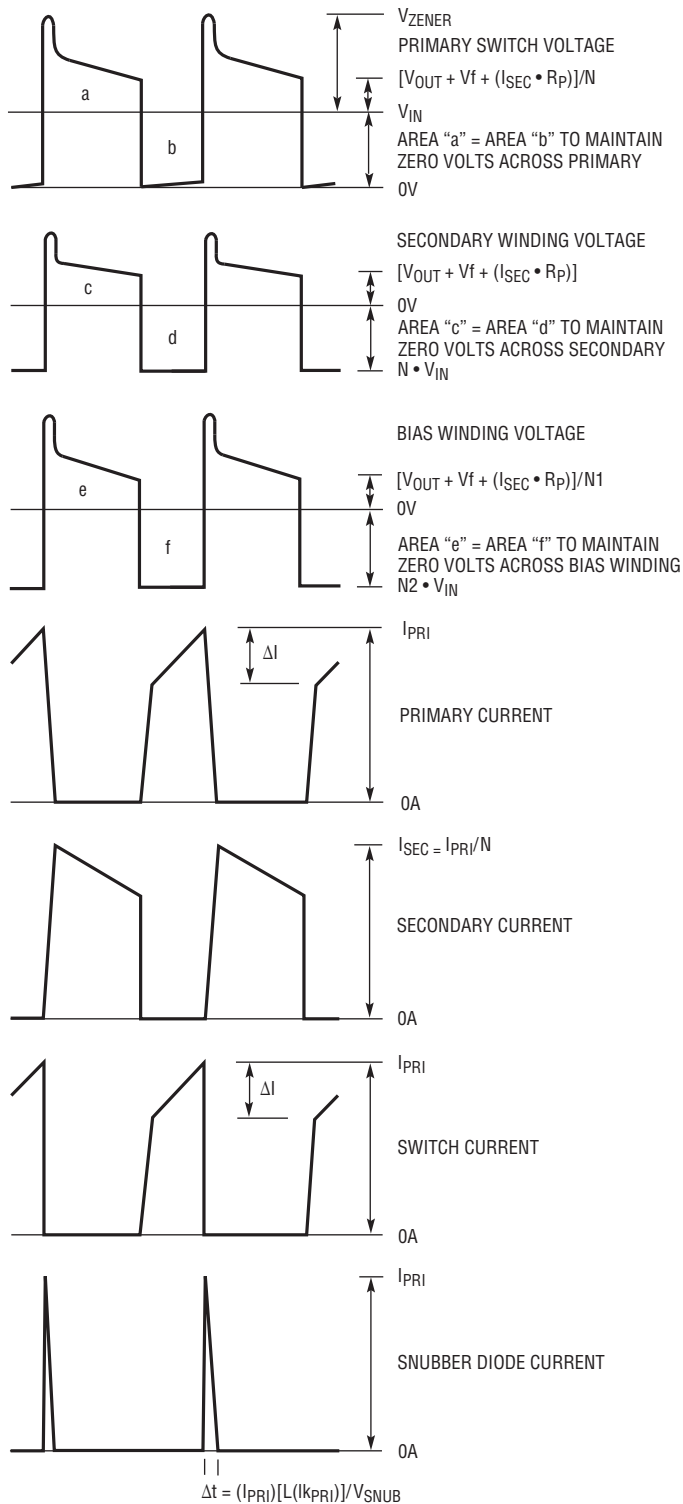 VZENER
PRIMARY SWITCH VOLTAGE
[VOUT + Vf + (ISEC • RP)]/N
a
VIN
AREA “a” = AREA “b” TO MAINTAIN
b
ZERO VOLTS ACROSS PRIMARY
0V
SECONDARY WINDING VOLTAGE
[VOUT + Vf + (ISEC • RP)]
c
0V
AREA “c” = AREA “d” TO MAINTAIN
d
ZERO VOLTS ACROSS SECONDARY
N • VIN
BIAS WINDING VOLTAGE
[VOUT + Vf + (ISEC • RP)]/N1
e
0V
AREA “e” = AREA “f” TO MAINTAIN
f
ZERO VOLTS ACROSS BIAS WINDING
N2 • VIN
IPRI
ΔI
PRIMARY CURRENT
0A
ISEC = IPRI/N
SECONDARY CURRENT
0A
IPRI
ΔI
SWITCH CURRENT
0A
IPRI
SNUBBER DIODE CURRENT
0A
Δt = (IPRI)[L(lkPRI)]/VSNUB